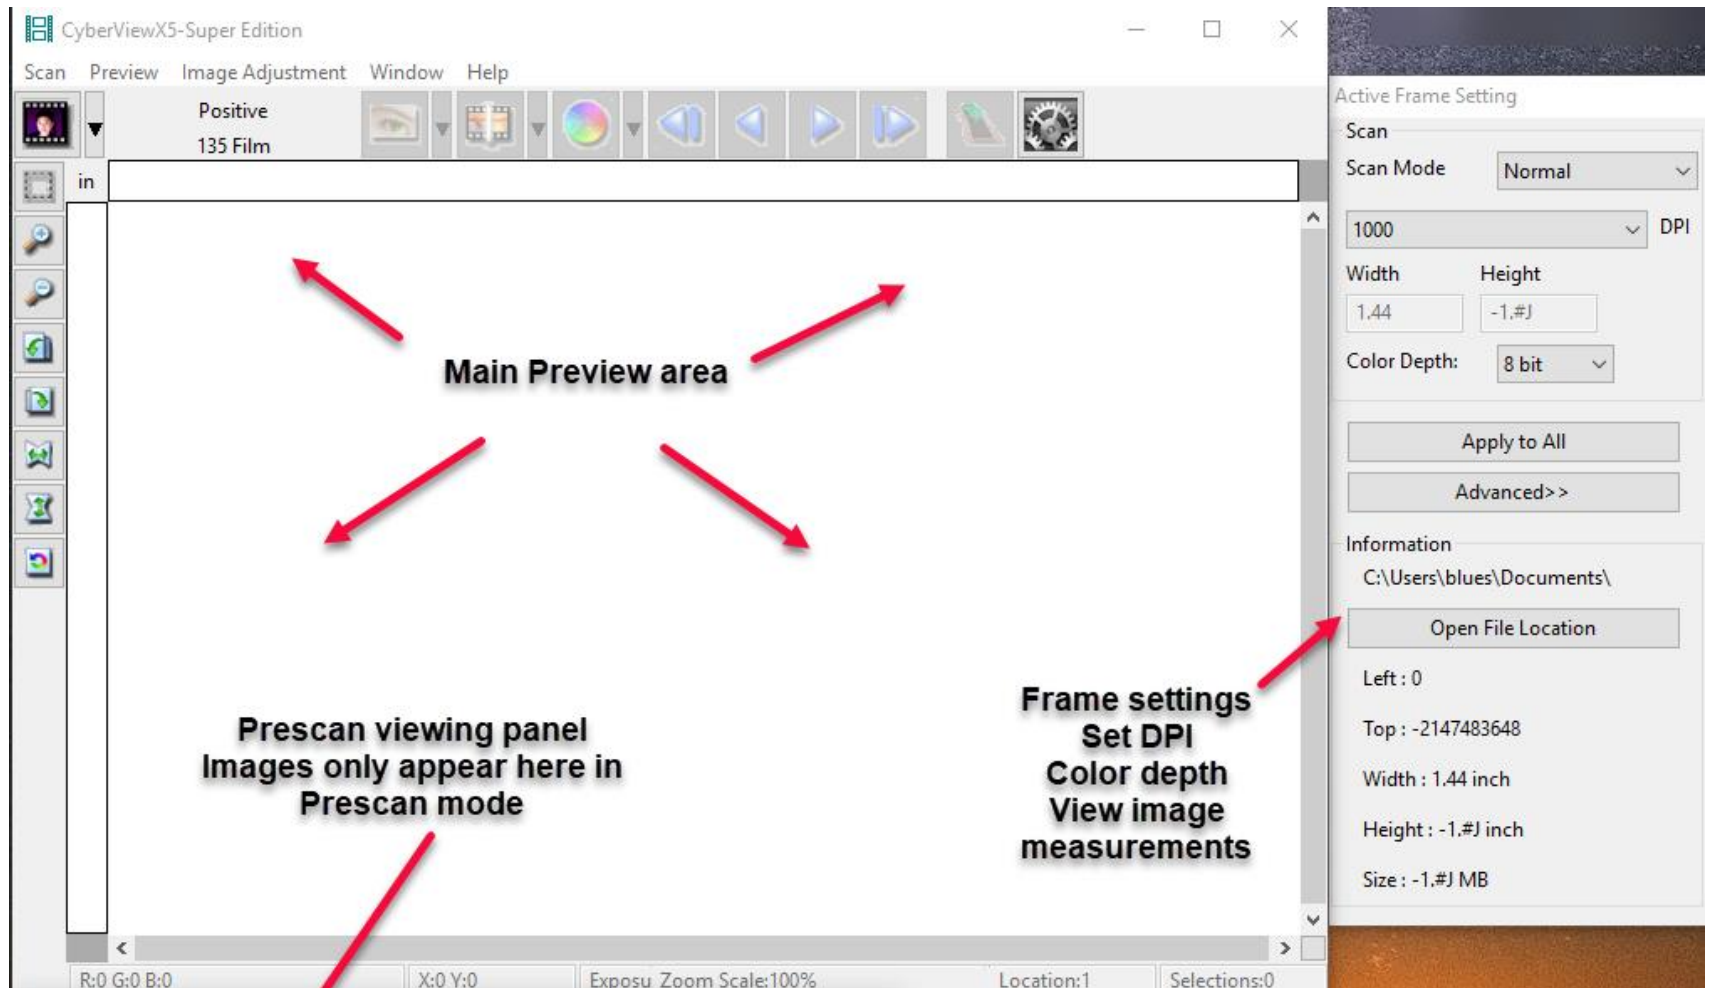 CyberViewX5-Super Edition
Scan Preview Image Adjustment Window Help
Positive
135 Film
in
Main Preview area
Prescan viewing panel
Images only appear here in
Prescan mode
Frame settings
Set DPI
Color depth
View image
measurements
R:0 G:0 B:0 X:0 Y:0 Exposu Zoom Scale:100% Location:1 Selections:0
Active Frame Setting
Scan
Scan Mode Normal
1000 DPI
Width Height
1.44 -1.#J
Color Depth: 8 bit
Apply to All
Advanced>>
Information
C:\Users\blues\Documents\
Open File Location
Left : 0
Top : -2147483648
Width : 1.44 inch
Height : -1.#J inch
Size : -1.#J MB